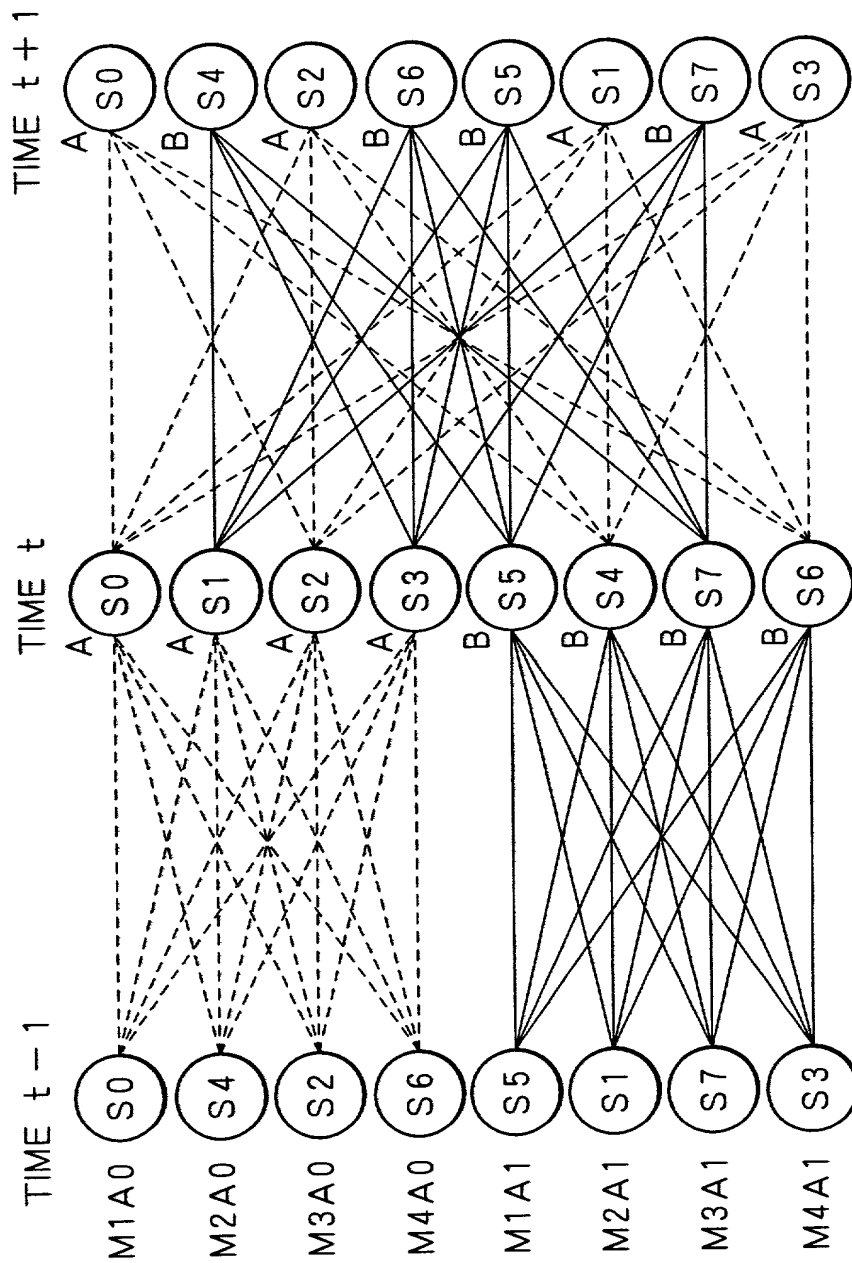 TIME t-1 TIME t TIME t+1
M1A0 S0 A S0 A S0
M2A0 S4 A S1 B S4
M3A0 S2 A S2 A S2
M4A0 S6 A S3 B S6
M1A1 S5 B S5 B S5
M2A1 S1 B S4 A S1
M3A1 S7 B S7 B S7
M4A1 S3 B S6 A S3